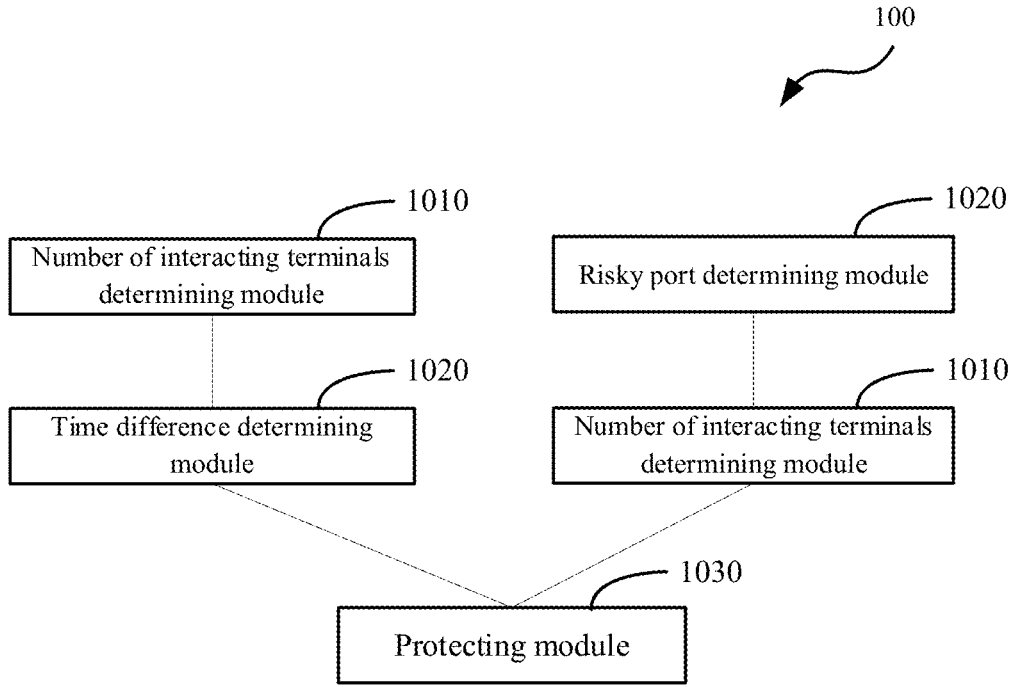 100
1010
1020
Number of interacting terminals
determining module
Risky port determining module
1020
1010
Time difference determining
module
Number of interacting terminals
determining module
1030
Protecting module